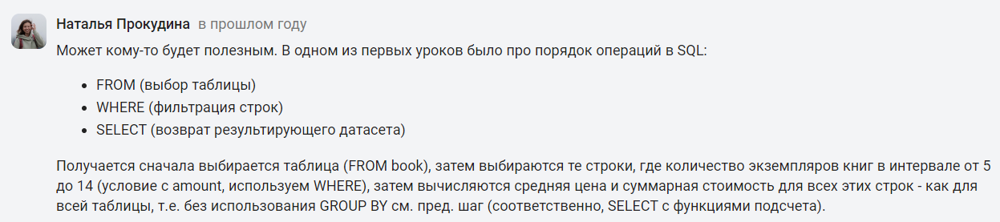 Наталья Прокудина в прошлом году
Может кому-то будет полезным. В одном из первых уроков было про порядок операций в SQL:
• FROM (выбор таблицы)
• WHERE (фильтрация строк)
• SELECT (возврат результирующего датасета)
Получается сначала выбирается таблица (FROM book), затем выбираются те строки, где количество экземпляров книг в интервале от 5
до 14 (условие с amount, используем WHERE), затем вычисляются средняя цена и суммарная стоимость для всех этих строк - как для
всей таблицы, т.е. без использования GROUP BY см. пред. шаг (соответственно, SELECT с функциями подсчета).